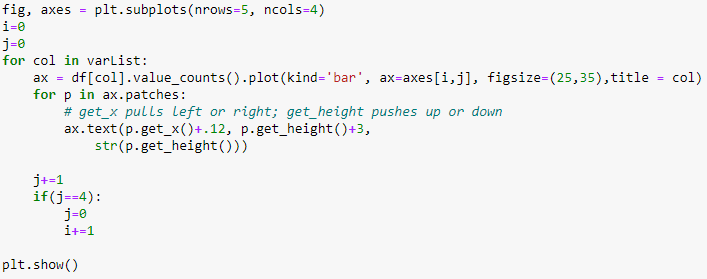 fig, axes = plt.subplots(nrows=5, ncols=4)
i=0
j=0
for col in varList:
    ax = df[col].value_counts().plot(kind='bar', ax=axes[i,j], figsize=(25,35),title = col)
    for p in ax.patches:
        # get_x pulls left or right; get_height pushes up or down
        ax.text(p.get_x()+.12, p.get_height()+3,
            str(p.get_height()))

    j+=1
    if(j==4):
        j=0
        i+=1

plt.show()